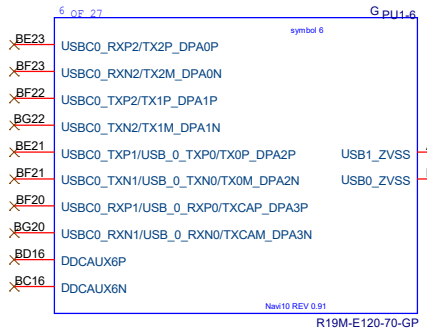 6 OF 27
G PU1-6
symbol 6
BE23 USBC0_RXP2/TX2P_DPA0P
BF23 USBC0_RXN2/TX2M_DPA0N
BF22 USBC0_TXP2/TX1P_DPA1P
BG22 USBC0_TXN2/TX1M_DPA1N
BE21 USBC0_TXP1/USB_0_TXP0/TX0P_DPA2P USB1_ZVSS
BF21 USBC0_TXN1/USB_0_TXN0/TX0M_DPA2N USB0_ZVSS
BF20 USBC0_RXP1/USB_0_RXP0/TXCAP_DPA3P
BG20 USBC0_RXN1/USB_0_RXN0/TXCAM_DPA3N
BD16 DDCAUX6P
BC16 DDCAUX6N
Navi10 REV 0.91
R19M-E120-70-GP